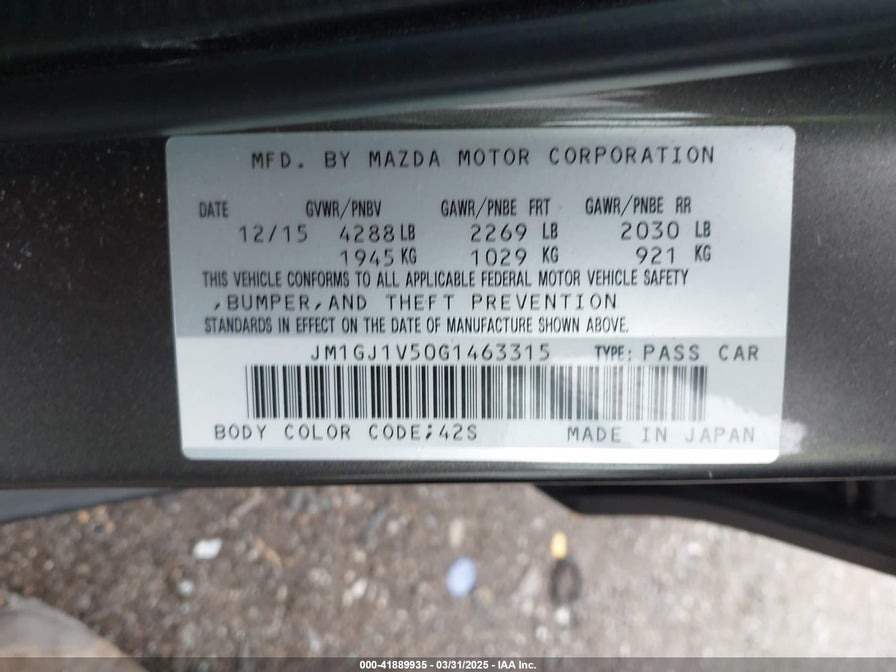 MFD. BY MAZDA MOTOR CORPORATION
DATE GVWR/PNBV GAWR/PNBE FRT GAWR/PNBE RR
12/15 4288 LB 2269 LB 2030 LB
1945 KG 1029 KG 921 KG
THIS VEHICLE CONFORMS TO ALL APPLICABLE FEDERAL MOTOR VEHICLE SAFETY
,BUMPER,AND THEFT PREVENTION
STANDARDS IN EFFECT ON THE DATE OF MANUFACTURE SHOWN ABOVE.
JM1GJ1V50G1463315 TYPE: PASS CAR
BODY COLOR CODE;42S MADE IN JAPAN
000-41889935 - 03/31/2025 - IAA Inc.